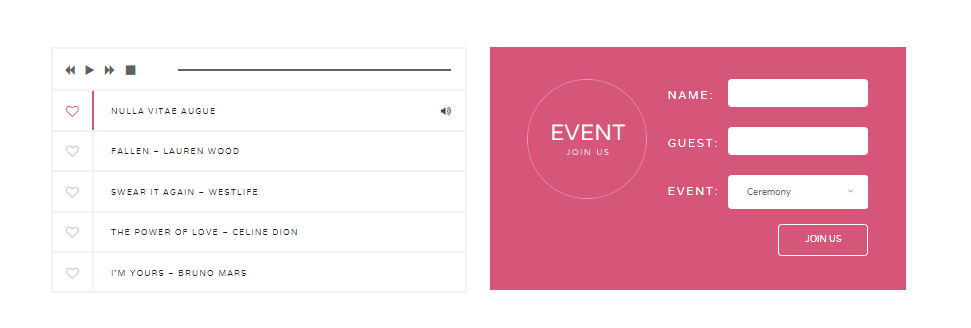 NULLA VITAE AUGUE
FALLEN – LAUREN WOOD
SWEAR IT AGAIN – WESTLIFE
THE POWER OF LOVE – CELINE DION
I'M YOURS – BRUNO MARS
EVENT
JOIN US
NAME:
GUEST:
EVENT:
Ceremony
JOIN US